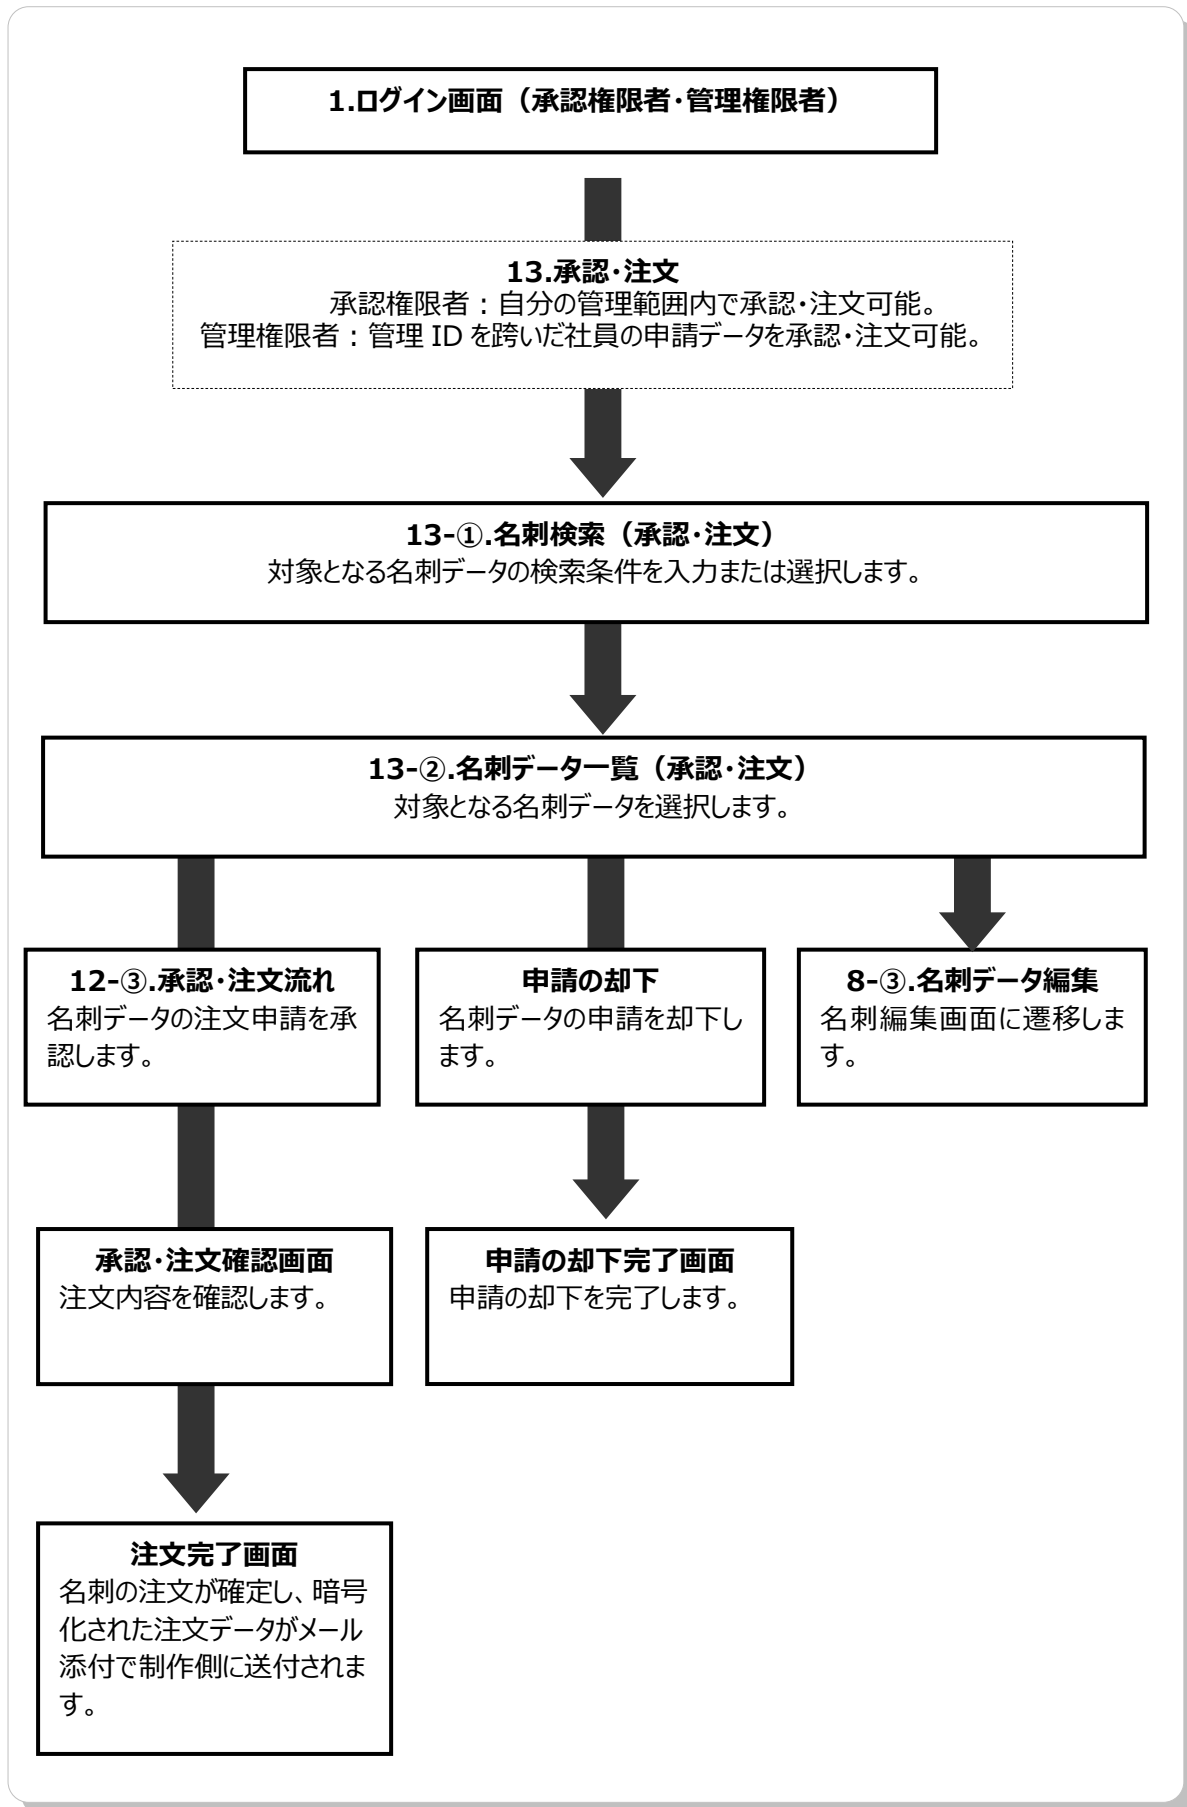 1.ログイン画面（承認権限者・管理権限者）
13.承認・注文
承認権限者：自分の管理範囲内で承認・注文可能。
管理権限者：管理 ID を跨いだ社員の申請データを承認・注文可能。
13-①.名刺検索（承認・注文）
対象となる名刺データの検索条件を入力または選択します。
13-②.名刺データ一覧（承認・注文）
対象となる名刺データを選択します。
12-③.承認・注文流れ
名刺データの注文申請を承
認します。
申請の却下
名刺データの申請を却下し
ます。
8-③.名刺データ編集
名刺編集画面に遷移しま
す。
承認・注文確認画面
注文内容を確認します。
申請の却下完了画面
申請の却下を完了します。
注文完了画面
名刺の注文が確定し、暗号
化された注文データがメール
添付で制作側に送付されま
す。